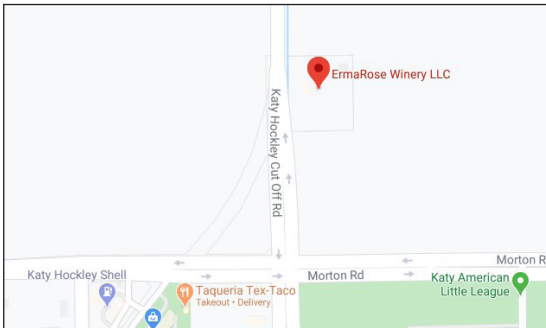 ErmaRose Winery LLC
Katy Hockley Cut Off Rd
Morton R
Katy Hockley Shell
Morton Rd
Katy American
Little League
Taqueria Tex-Taco
Takeout • Delivery